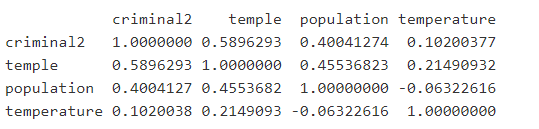 criminal2 temple population temperature
criminal2 1.0000000 0.5896293 0.40041274 0.10200377
temple 0.5896293 1.0000000 0.45536823 0.21490932
population 0.4004127 0.4553682 1.00000000 -0.06322616
temperature 0.1020038 0.2149093 -0.06322616 1.00000000